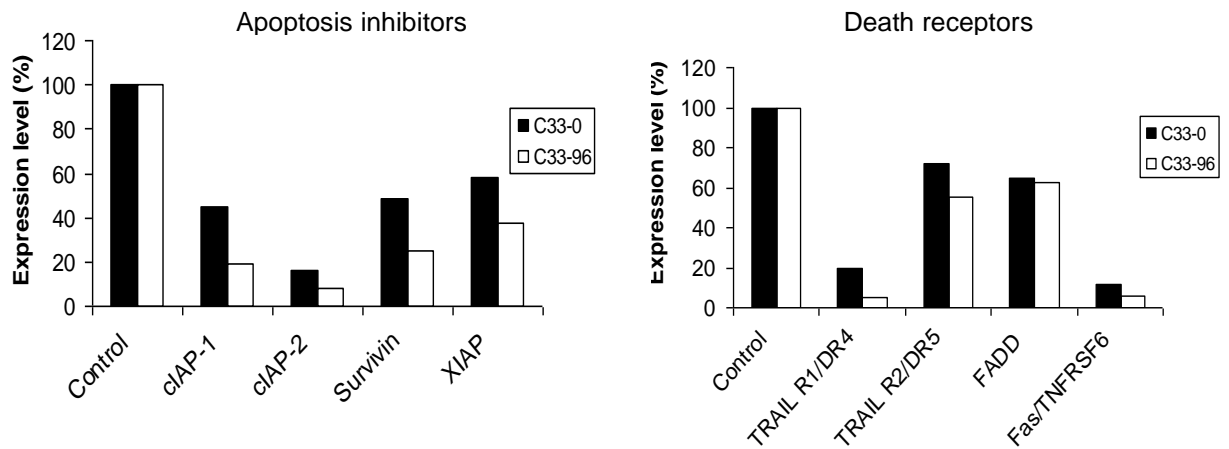 Apoptosis inhibitors
Expression level (%)
120
100
80
60
40
20
0
Control
cIAP-1
cIAP-2
Survivin
XIAP
C33-0
C33-96
Death receptors
Expression level (%)
120
100
80
60
40
20
0
Control
TRAIL R1/DR4
TRAIL R2/DR5
FADD
Fas/TNFRSF6
C33-0
C33-96